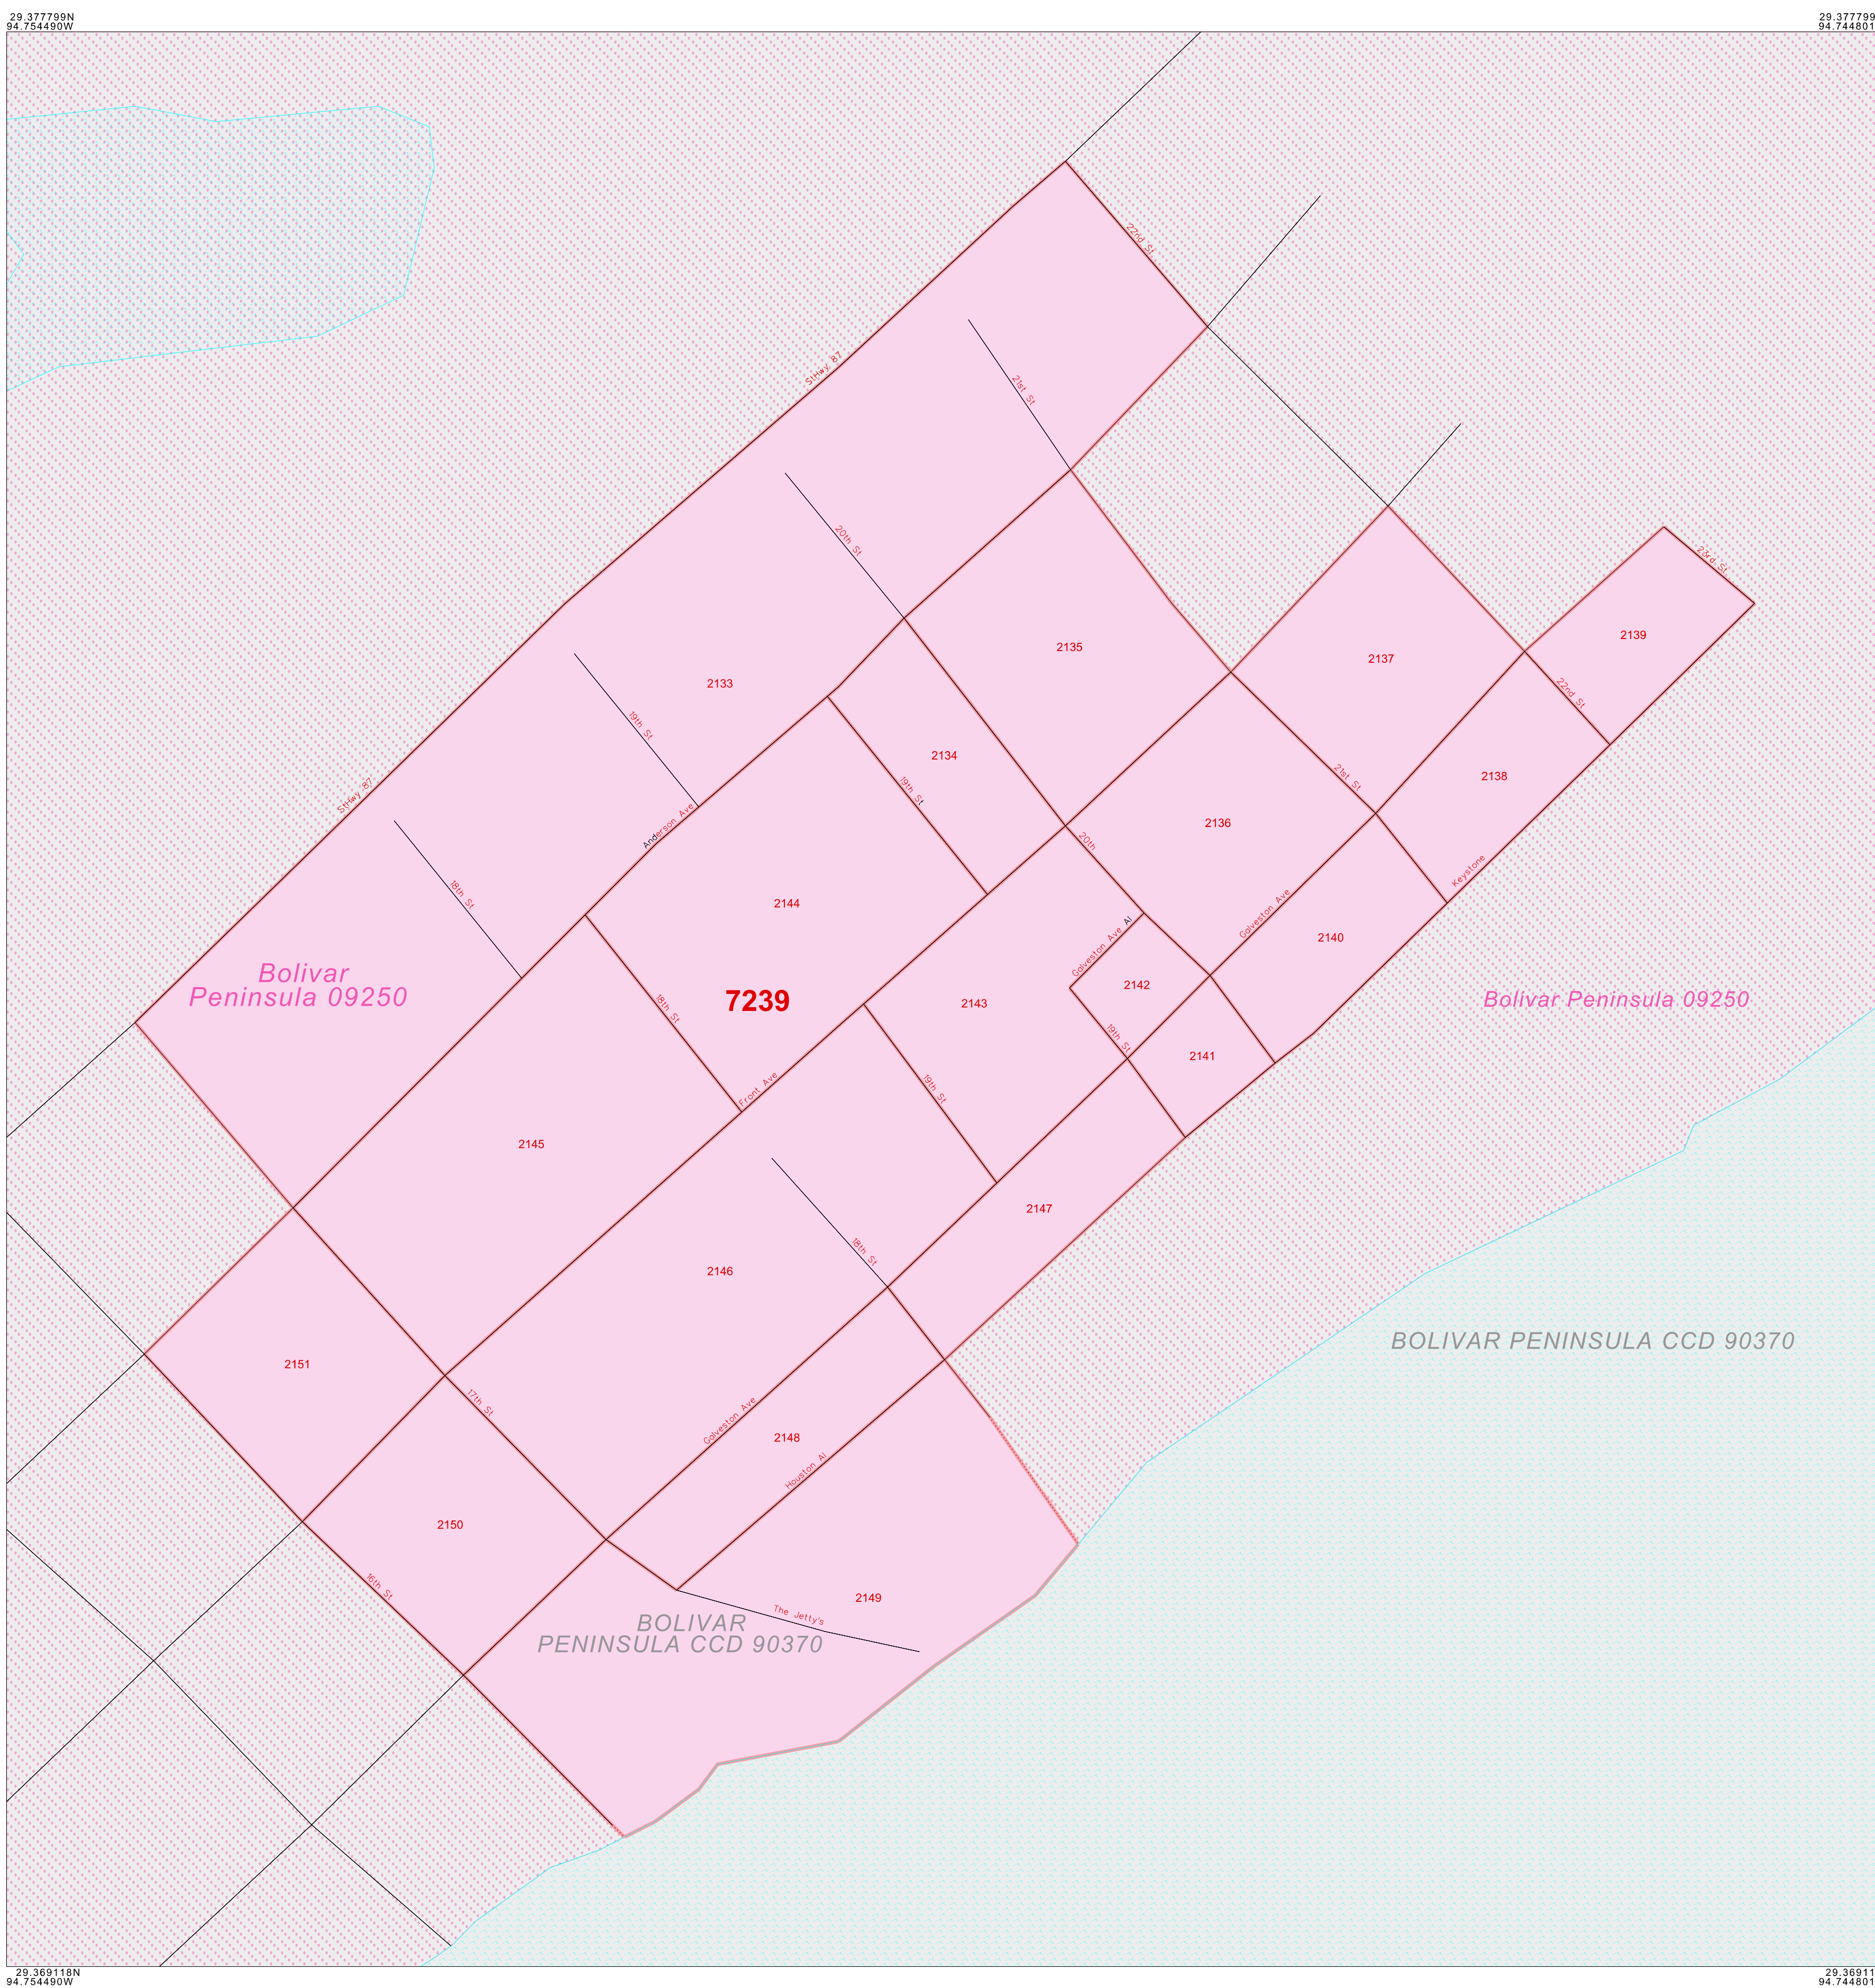 29.377799N
94.754490W
29.377799
94.744801
22nd St
21st St
StHwy 87
20th St
23rd St
2135
2137
2139
2133
22nd St
19th St
2134
2138
19th St
21st St
StHwy 87
Anderson Ave
2136
20th
Keystone
18th St
2144
Galveston Ave
Galveston Ave Al
2140
Bolivar
Peninsula 09250
7239
2142
2143
Bolivar Peninsula 09250
18th St
19th St
2141
Front Ave
19th St
2145
2147
18th St
2146
BOLIVAR PENINSULA CCD 90370
2151
17th St
Galveston Ave
2148
Houston Al
2150
16th St
2149
The Jetty's
BOLIVAR
PENINSULA CCD 90370
29.369118N
94.754490W
29.36911
94.744801